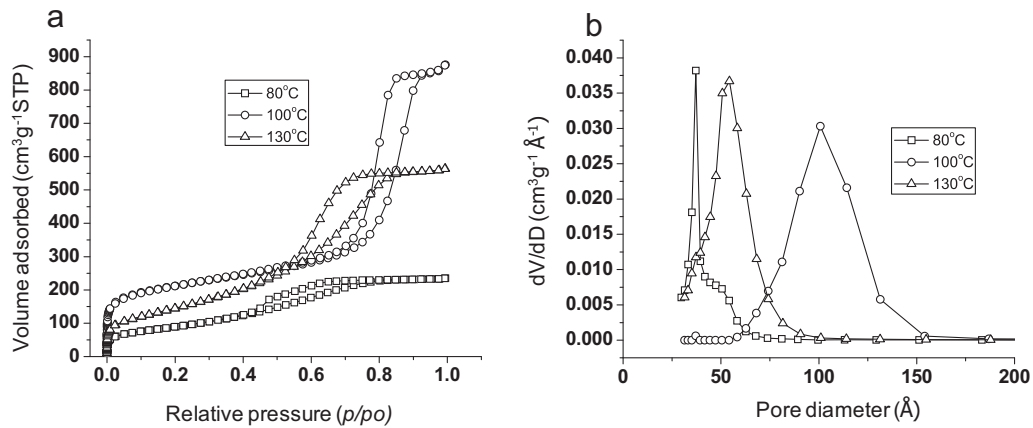 a
900
800
700
600
500
400
300
200
100
0
0.0 0.2 0.4 0.6 0.8 1.0
Volume adsorbed (cm³g⁻¹STP)
Relative pressure (p/po)
80°C
100°C
130°C
b
0.040
0.035
0.030
0.025
0.020
0.015
0.010
0.005
0.000
0 50 100 150 200
dV/dD (cm³g⁻¹ Å⁻¹)
Pore diameter (Å)
80°C
100°C
130°C